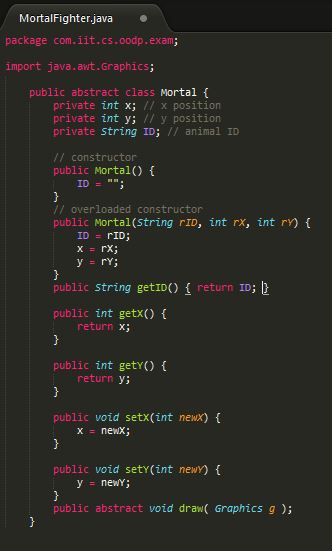 MortalFighter.java
package com.iit.cs.oodp.exam;
import java.awt.Graphics;
public abstract class Mortal {
private int x; // x position
private int y; // y position
private String ID; // animal ID
// constructor
public Mortal() {
ID = "";
}
// overloaded constructor
public Mortal(String rID, int rX, int rY) {
ID = rID;
x = rX;
y = rY;
}
public String getID() { return ID; }
public int getX() {
return x;
}
public int getY() {
return y;
}
public void setX(int newX) {
x = newX;
}
public void setY(int newY) {
y = newY;
}
public abstract void draw( Graphics g );
}